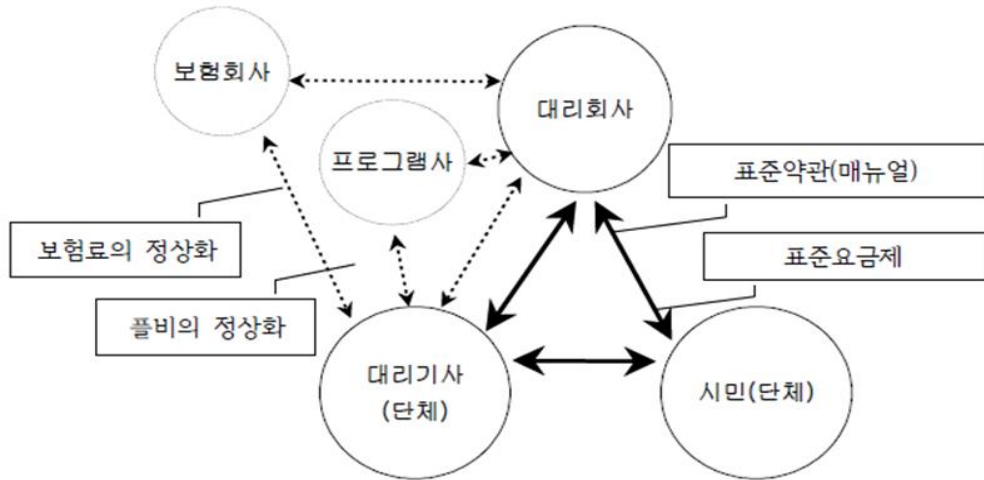 보험회사
대리회사
프로그램사
표준약관(매뉴얼)
보험료의 정상화
표준요금제
플비의 정상화
대리기사
(단체)
시민(단체)